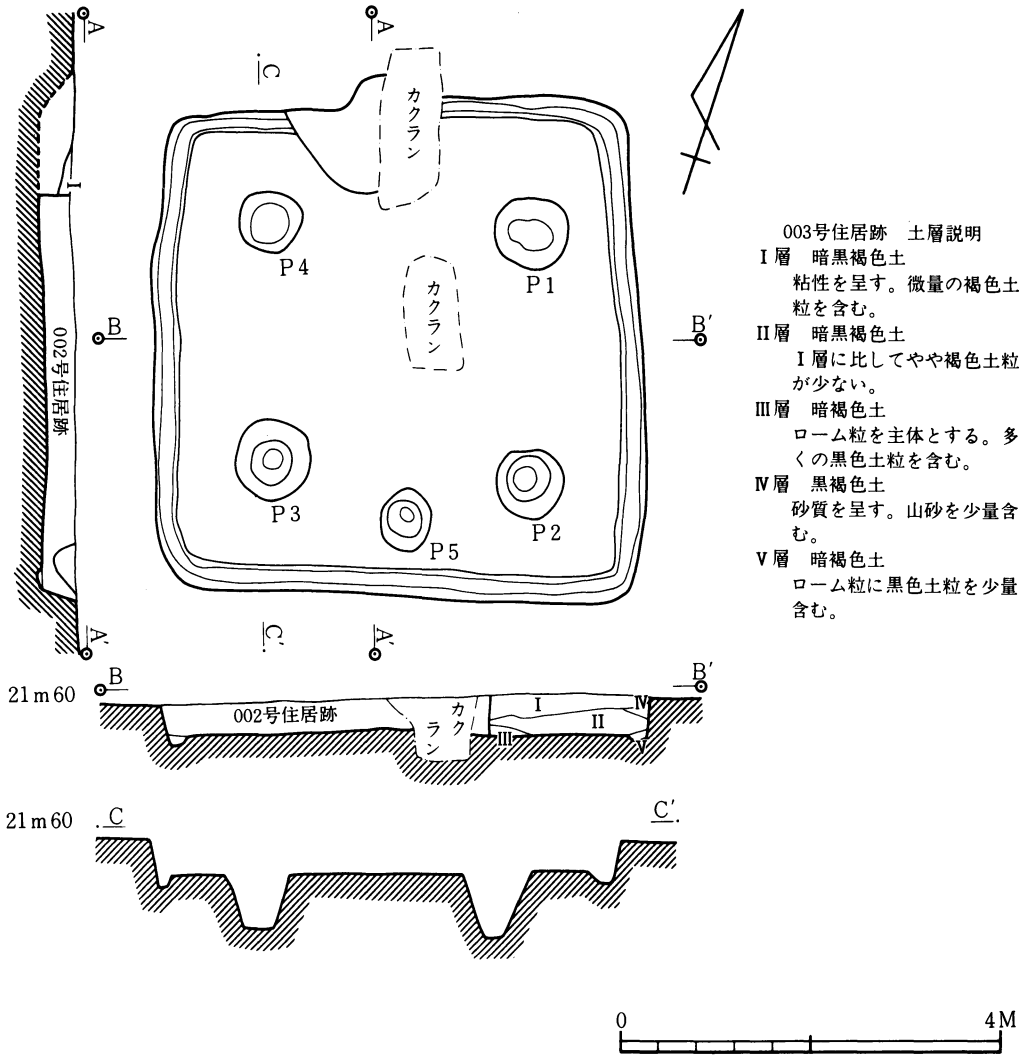 A
A
C
カクラン
P4
P1
カクラン
I
B
B′
002号住居跡
P3
P2
P5
A′
C′
A′
003号住居跡 土層説明
I層 暗黒褐色土
粘性を呈す。微量の褐色土
粒を含む。
II層 暗黒褐色土
I層に比してやや褐色土粒
が少ない。
III層 暗褐色土
ローム粒を主体とする。多
くの黒色土粒を含む。
IV層 黒褐色土
砂質を呈す。山砂を少量含
む。
V層 暗褐色土
ローム粒に黒色土粒を少量
含む。
21m60
B
B′
002号住居跡
カク
ラン
I
IV
II
III
V
21m60
C
C′
0
4M